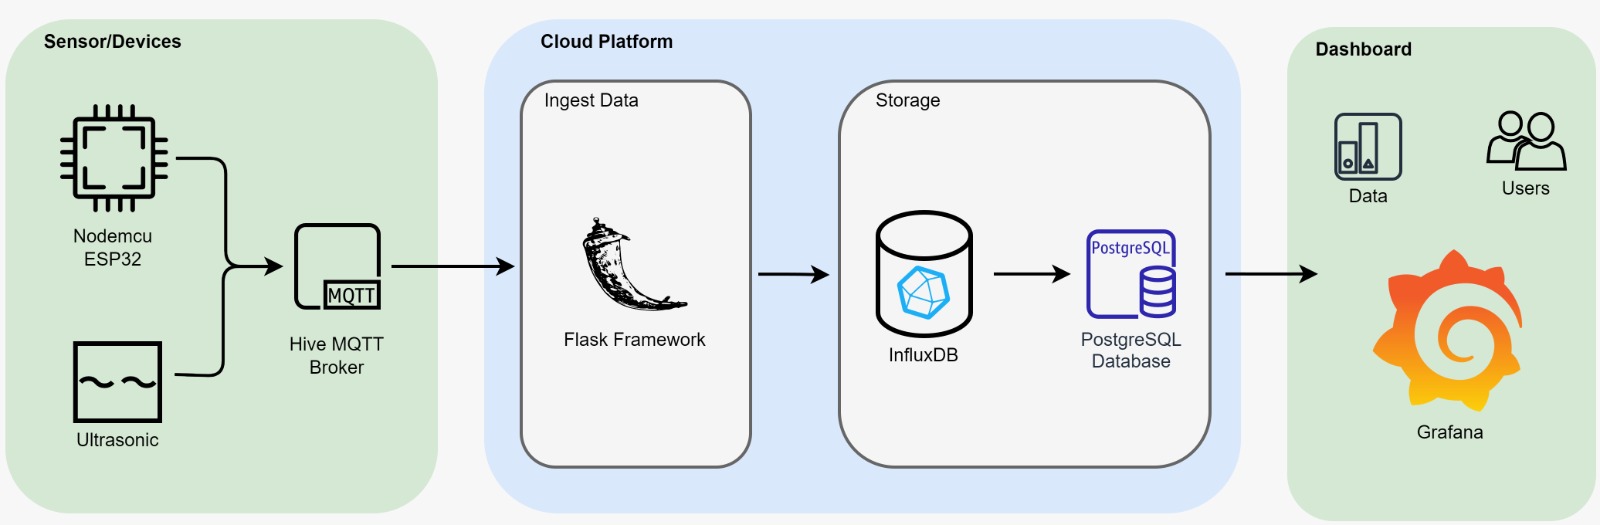 Sensor/Devices
Nodemcu
ESP32
Ultrasonic
MQTT
Hive MQTT
Broker
Cloud Platform
Ingest Data
Flask Framework
Storage
InfluxDB
PostgreSQL
PostgreSQL
Database
Dashboard
Data
Users
Grafana